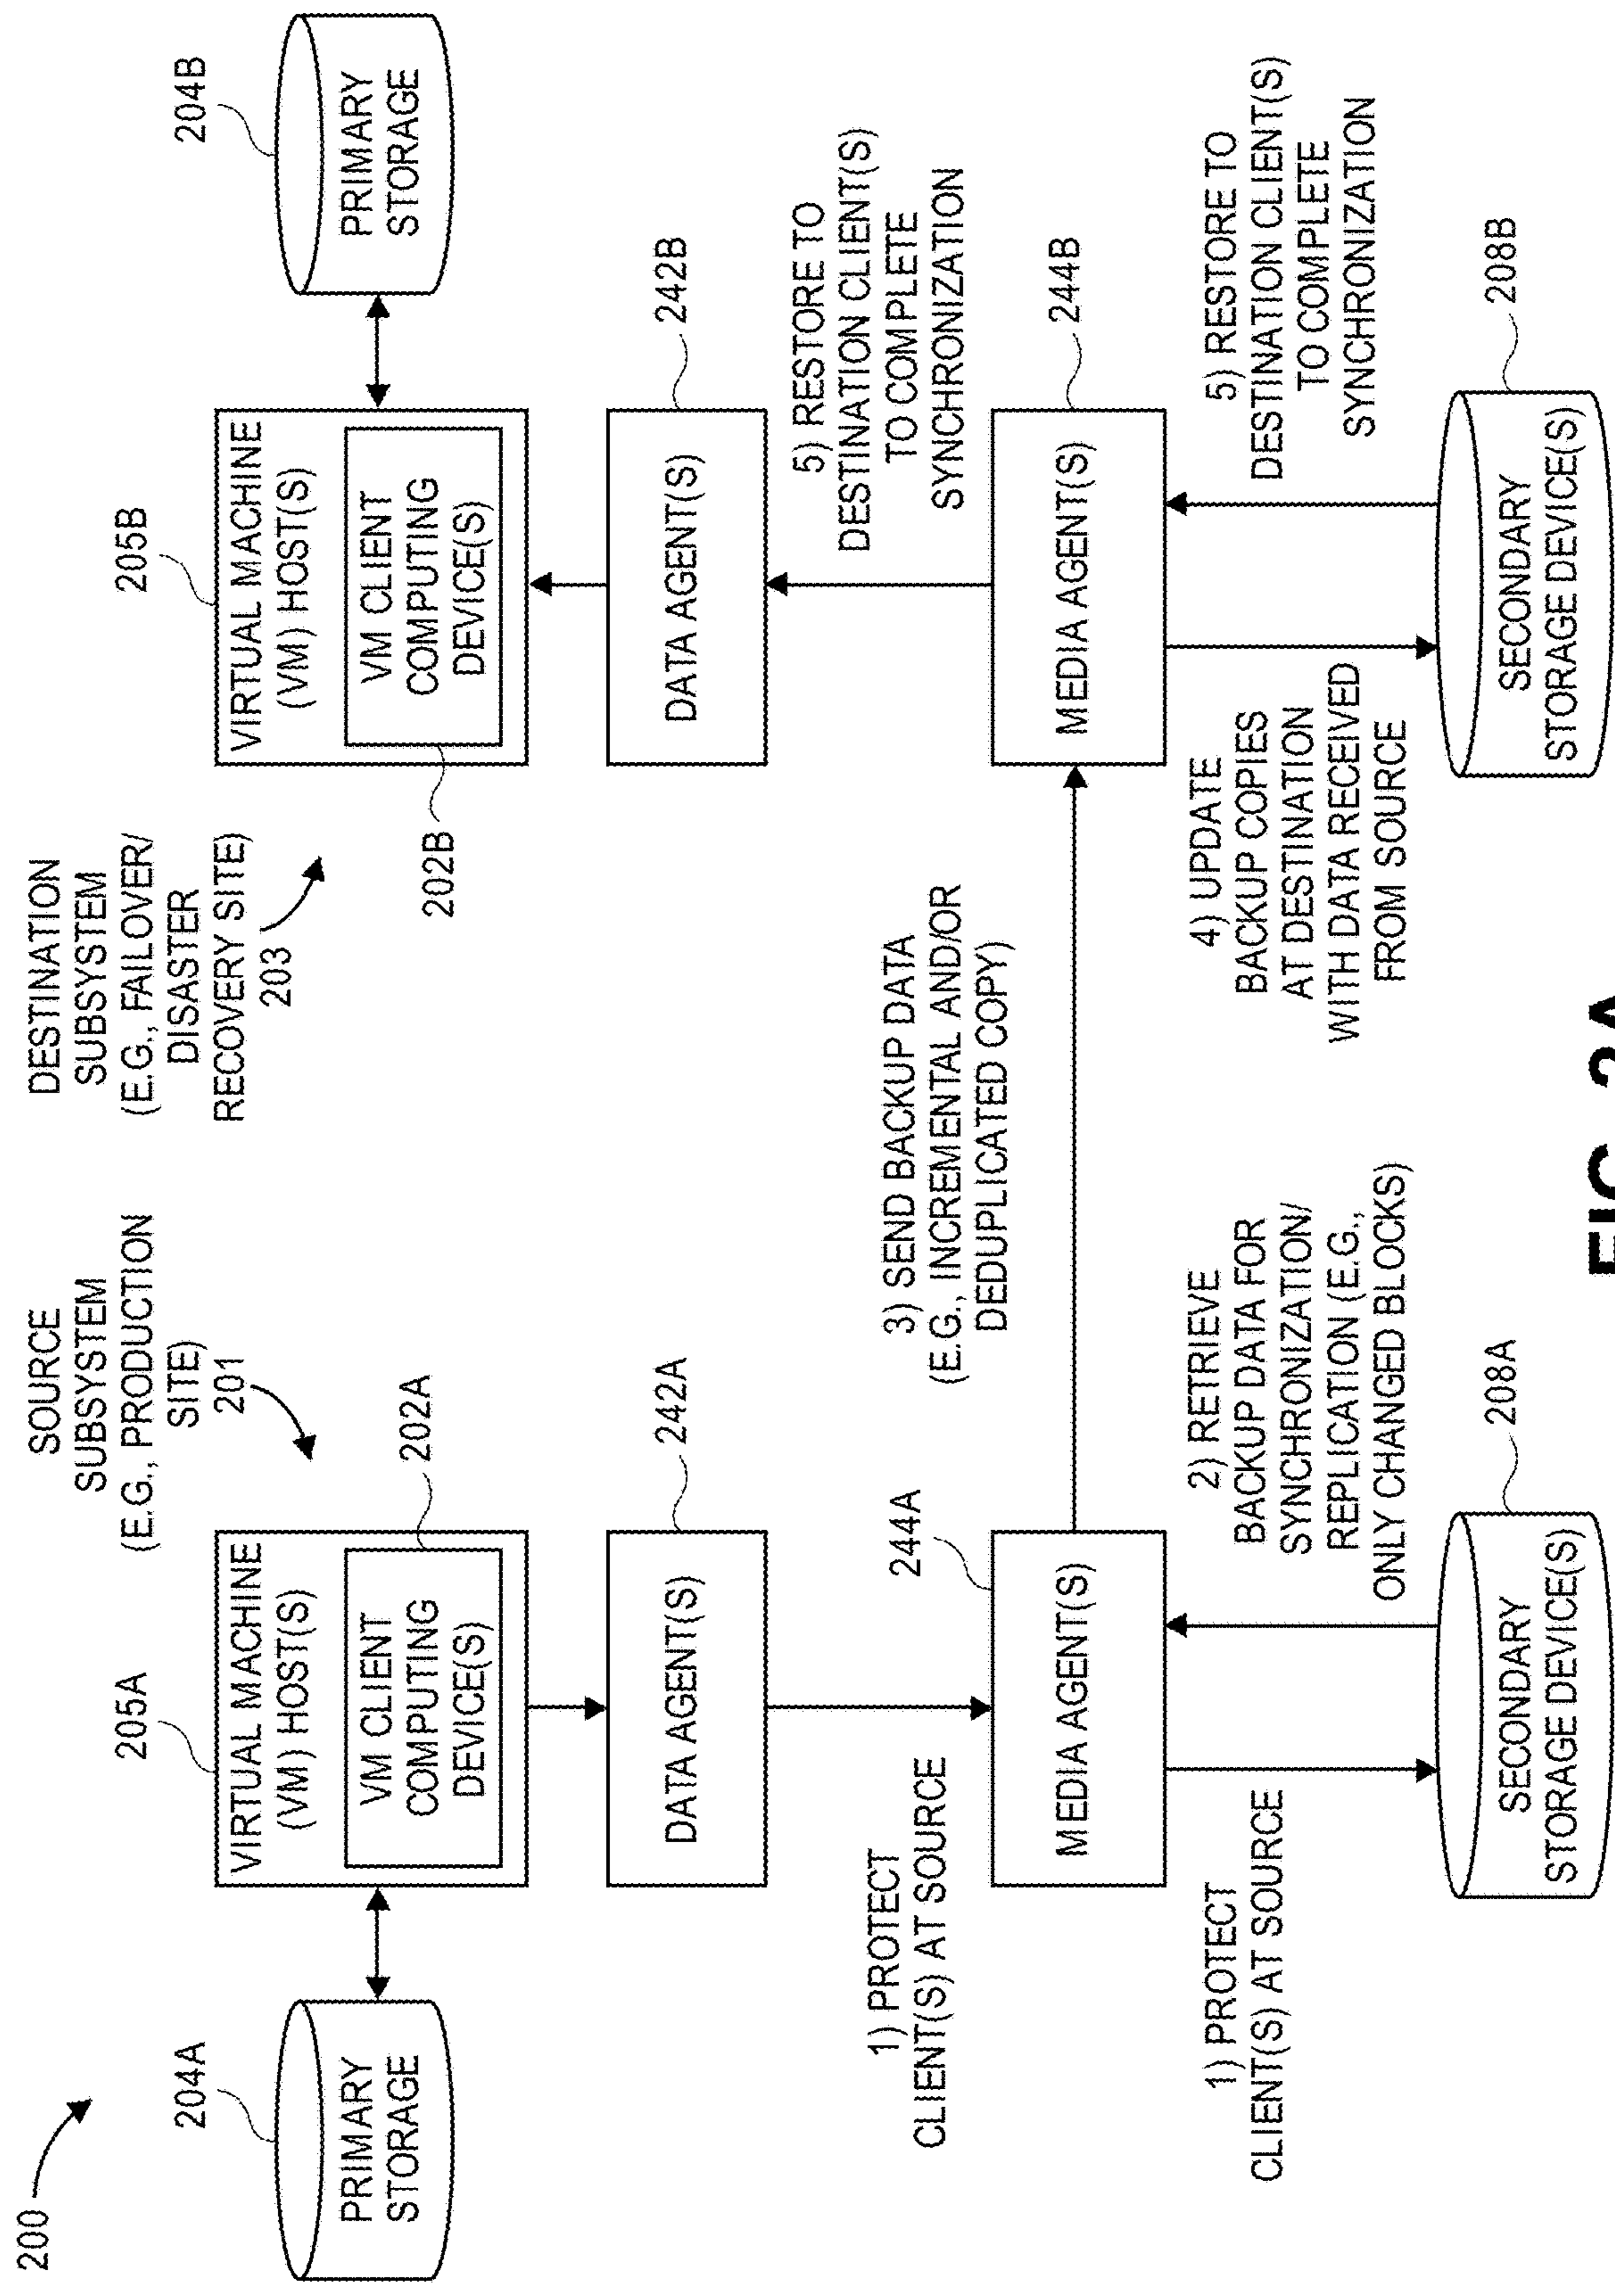 200
SOURCE
SUBSYSTEM
(E.G., PRODUCTION
SITE)
201
DESTINATION
SUBSYSTEM
(E.G., FAILOVER/
DISASTER
RECOVERY SITE)
203
204A
PRIMARY
STORAGE
205A
VIRTUAL MACHINE
(VM) HOST(S)
VM CLIENT
COMPUTING
DEVICE(S)
202A
202B
205B
VIRTUAL MACHINE
(VM) HOST(S)
VM CLIENT
COMPUTING
DEVICE(S)
204B
PRIMARY
STORAGE
DATA AGENT(S)
242A
DATA AGENT(S)
242B
1) PROTECT
CLIENT(S) AT SOURCE
3) SEND BACKUP DATA
(E.G., INCREMENTAL AND/OR
DEDUPLICATED COPY)
5) RESTORE TO
DESTINATION CLIENT(S)
TO COMPLETE
SYNCHRONIZATION
244A
MEDIA AGENT(S)
MEDIA AGENT(S)
244B
1) PROTECT
CLIENT(S) AT SOURCE
2) RETRIEVE
BACKUP DATA FOR
SYNCHRONIZATION/
REPLICATION (E.G.,
ONLY CHANGED BLOCKS)
4) UPDATE
BACKUP COPIES
AT DESTINATION
WITH DATA RECEIVED
FROM SOURCE
5) RESTORE TO
DESTINATION CLIENT(S)
TO COMPLETE
SYNCHRONIZATION
SECONDARY
STORAGE DEVICE(S)
208A
SECONDARY
STORAGE DEVICE(S)
208B
FIG. 2A